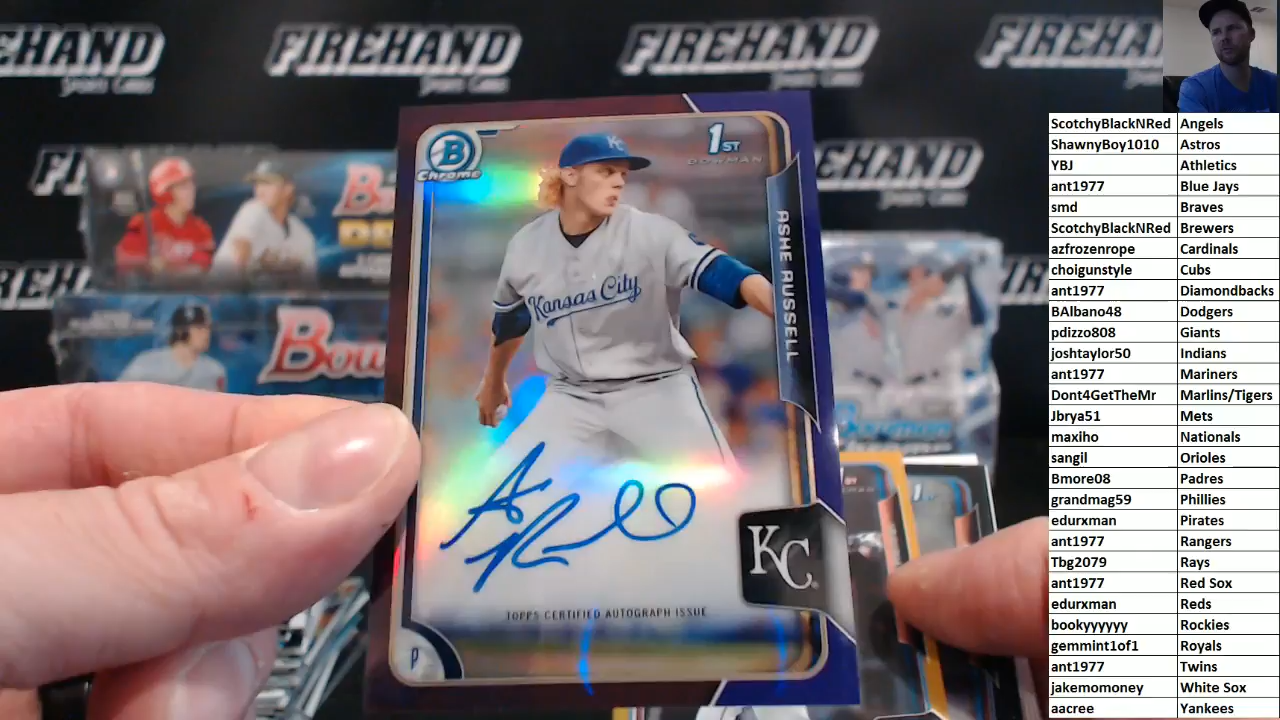 FIREHAND
FIREHAND
FIREHAND
FIREHAND
FIREHAND
B
Chrome
1ST
BOWMAN
KC
ASHE RUSSELL
Kansas City
KC
TOPPS CERTIFIED AUTOGRAPH ISSUE
P
Bowman
ScotchyBlackNRed Angels
ShawnyBoy1010 Astros
YBJ Athletics
ant1977 Blue Jays
smd Braves
ScotchyBlackNRed Brewers
azfrozenrope Cardinals
choigunstyle Cubs
ant1977 Diamondbacks
BAlbano48 Dodgers
pdizzo808 Giants
joshtaylor50 Indians
ant1977 Mariners
Dont4GetTheMr Marlins/Tigers
Jbrya51 Mets
maxiho Nationals
sangil Orioles
Bmore08 Padres
grandmag59 Phillies
edurxman Pirates
ant1977 Rangers
Tbg2079 Rays
ant1977 Red Sox
edurxman Reds
bookyyyyyy Rockies
gemmint1of1 Royals
ant1977 Twins
jakemomoney White Sox
aacree Yankees